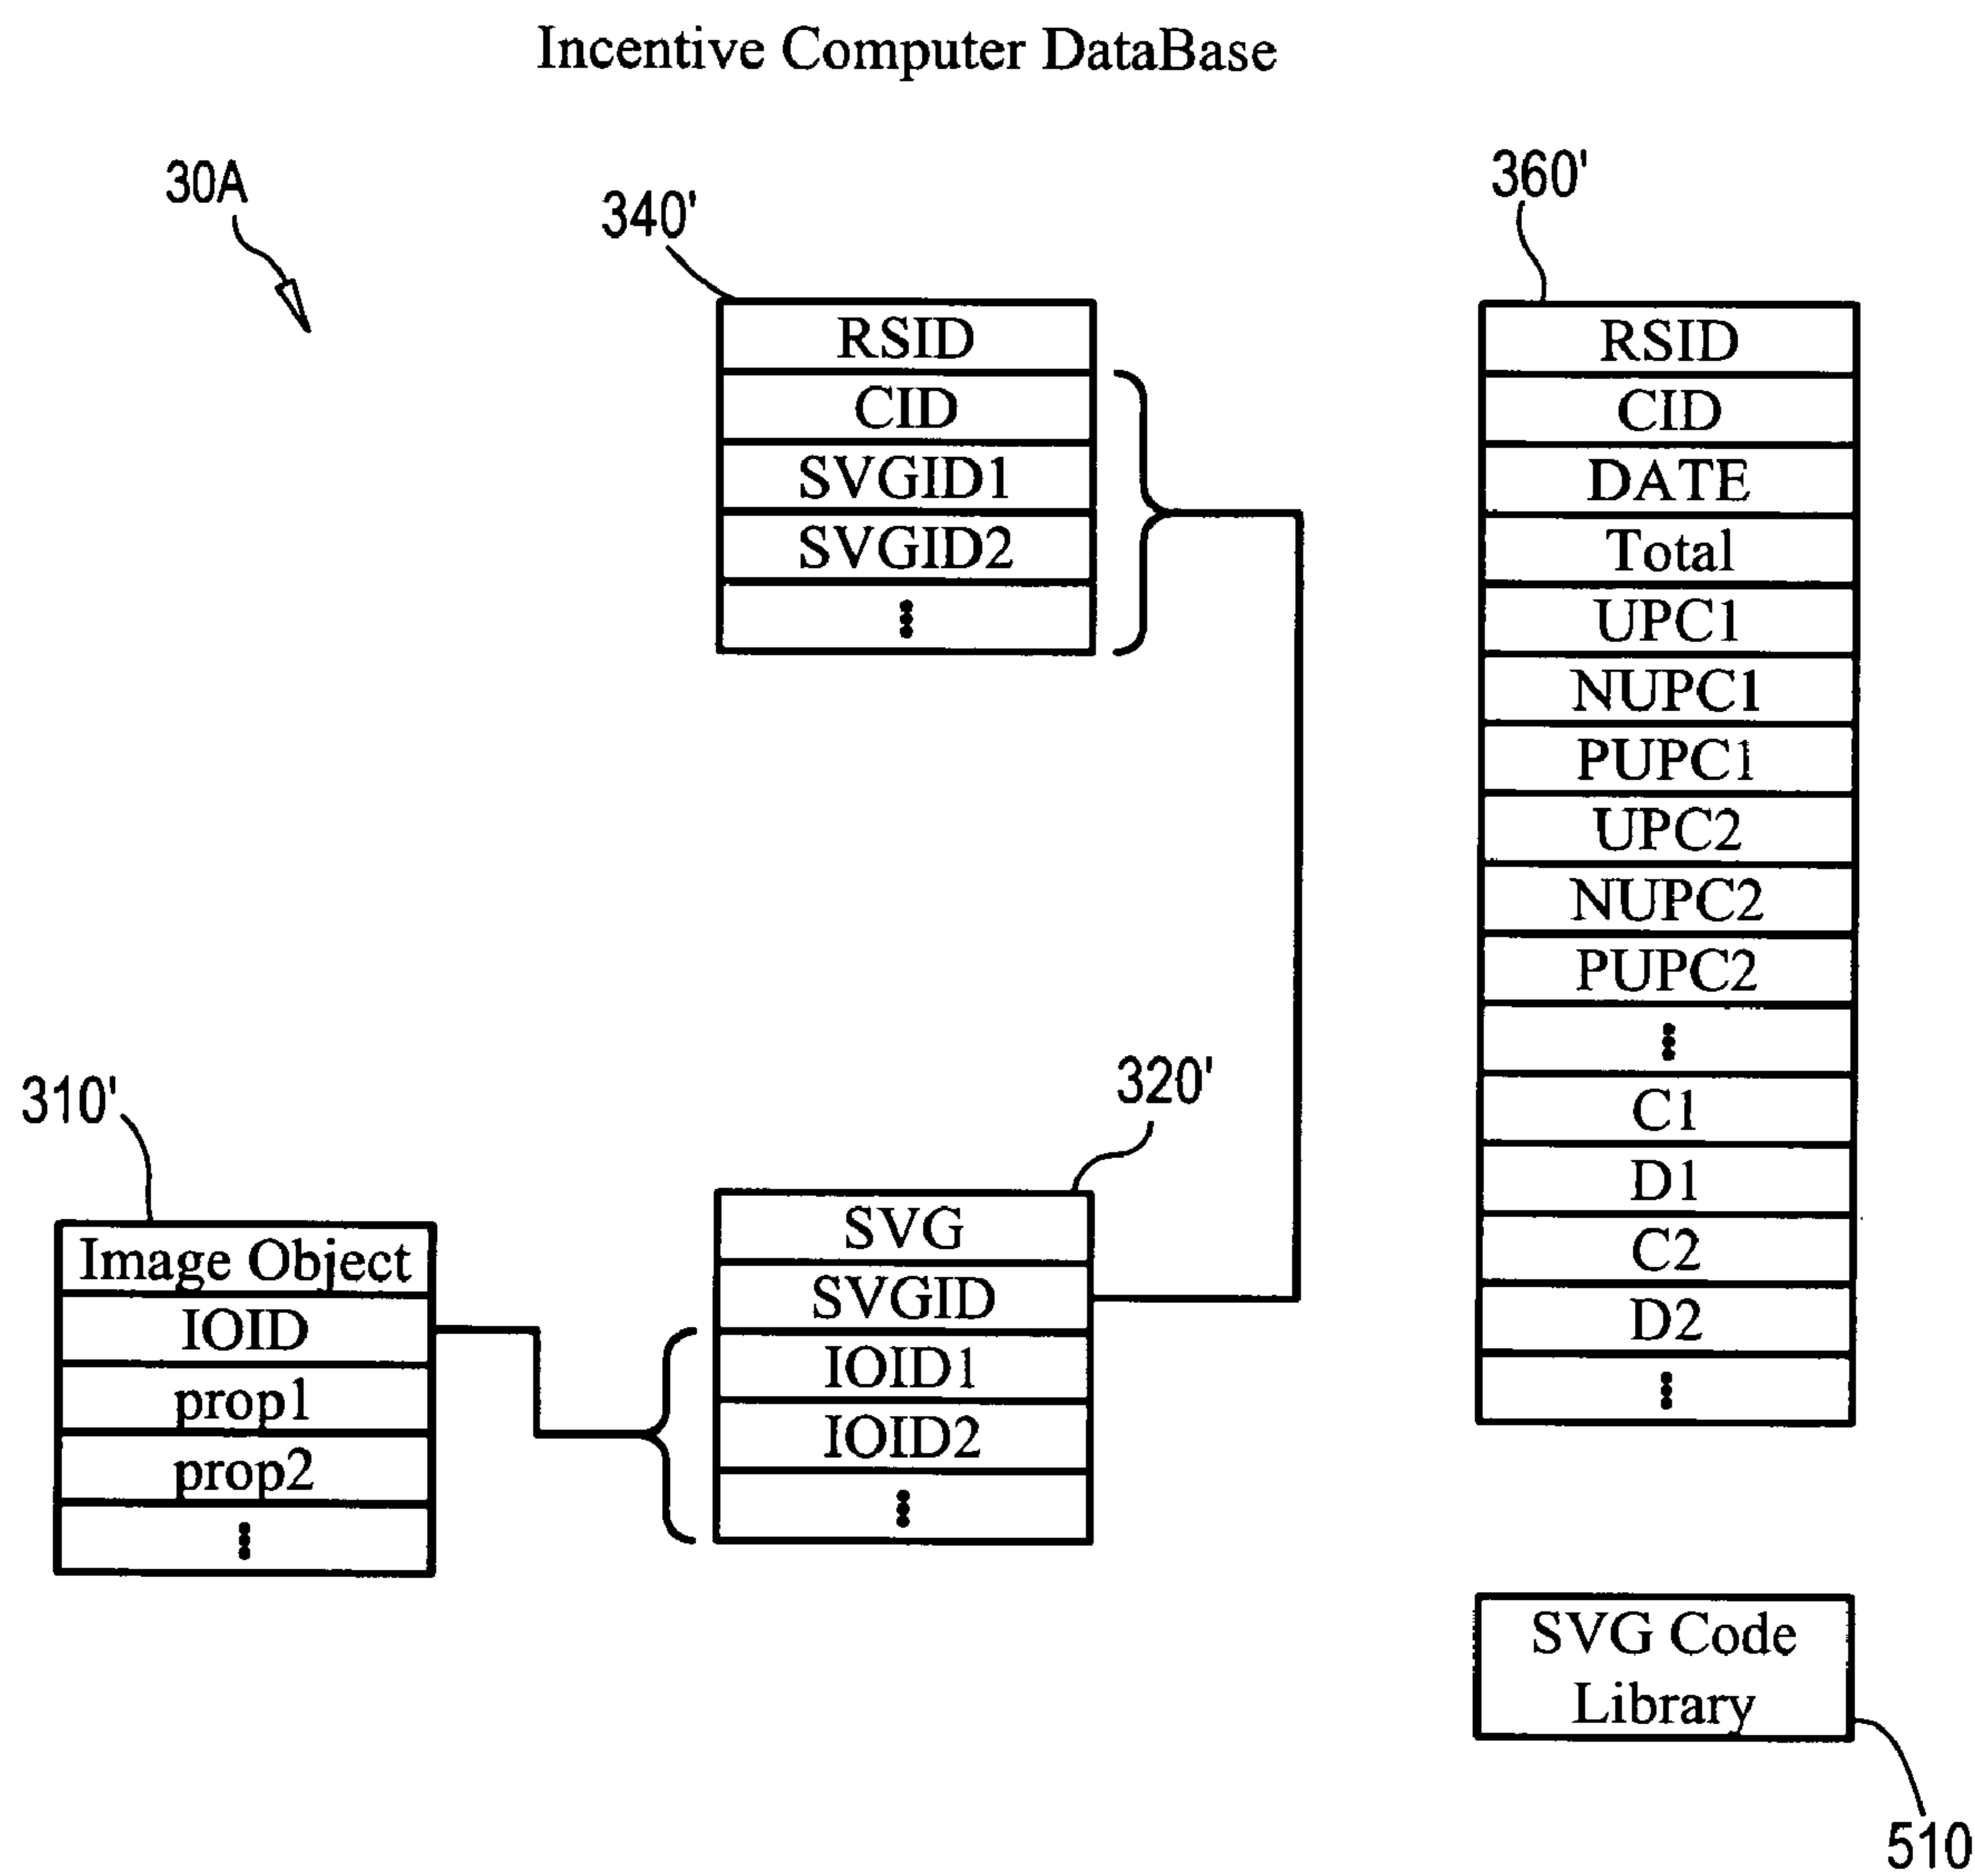 Incentive Computer DataBase
30A
340'
RSID
CID
SVGID1
SVGID2
360'
RSID
CID
DATE
Total
UPC1
NUPC1
PUPC1
UPC2
NUPC2
PUPC2
C1
D1
C2
D2
310'
Image Object
IOID
prop1
prop2
320'
SVG
SVGID
IOID1
IOID2
SVG Code
Library
510